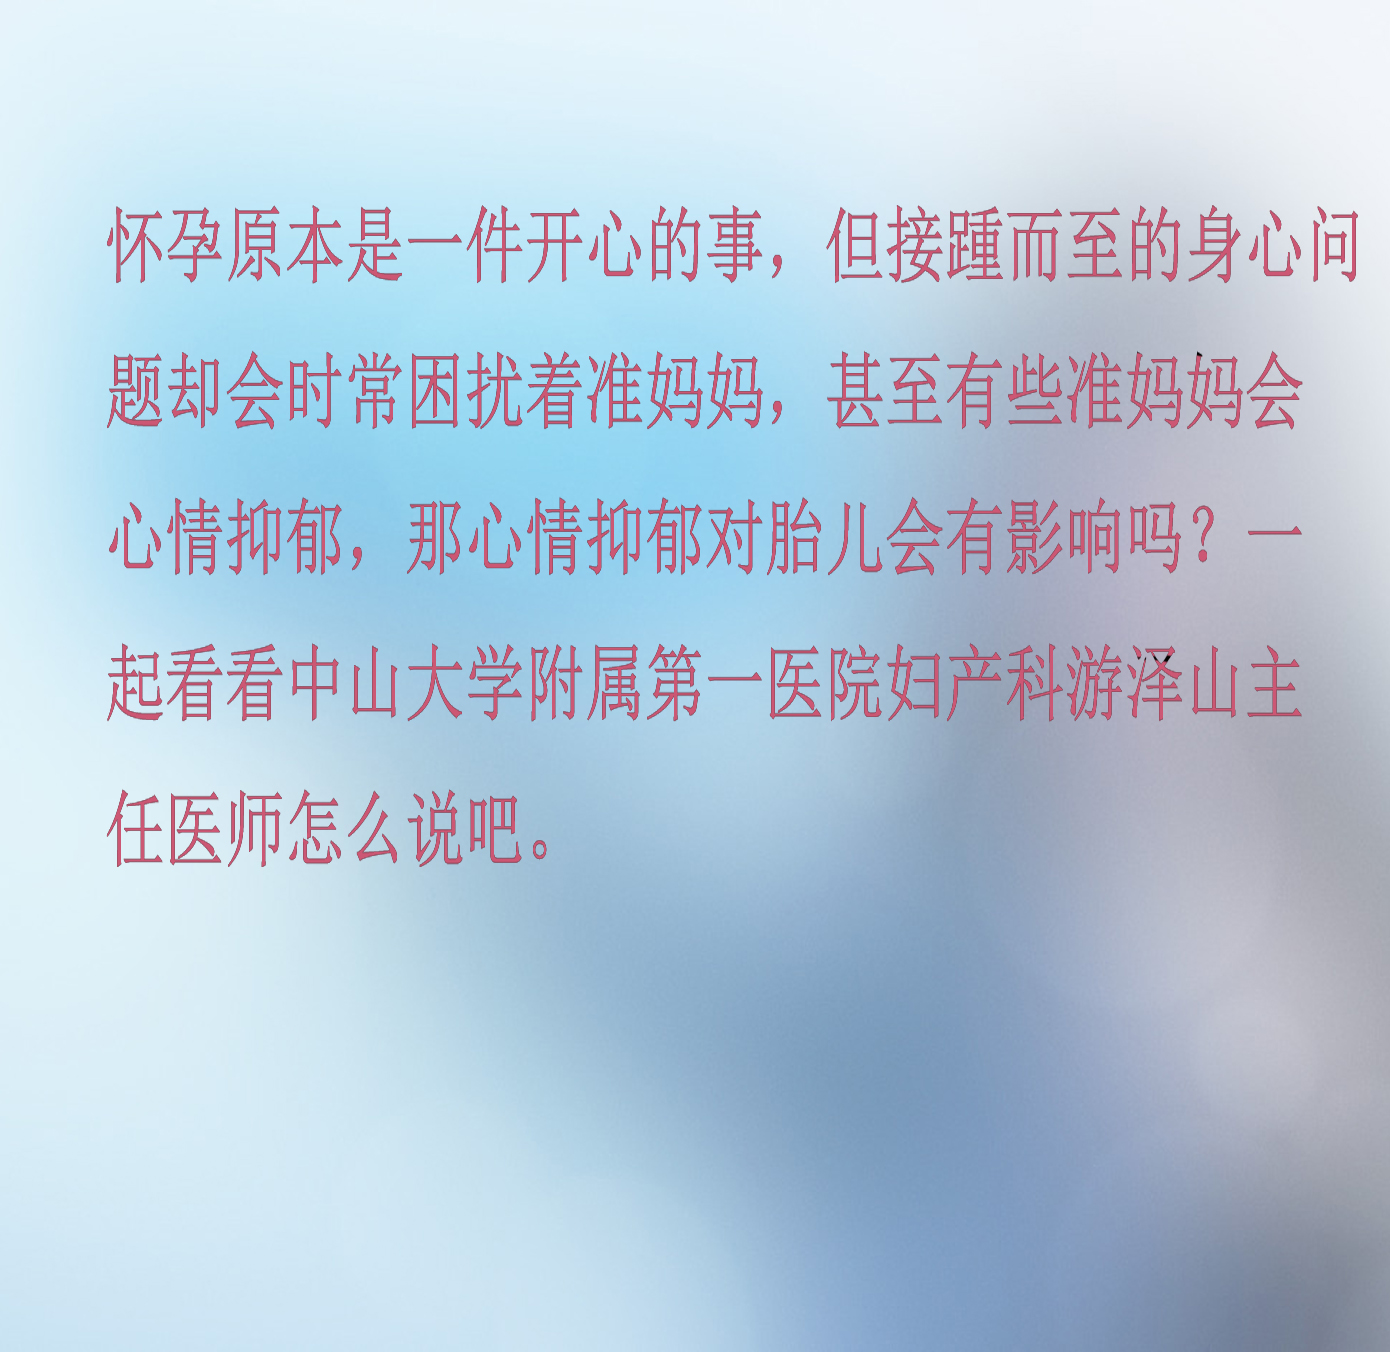 怀孕原本是一件开心的事，但接踵而至的身心问
题却会时常困扰着准妈妈，甚至有些准妈妈会
心情抑郁，那心情抑郁对胎儿会有影响吗？一
起看看中山大学附属第一医院妇产科游泽山主
任医师怎么说吧。